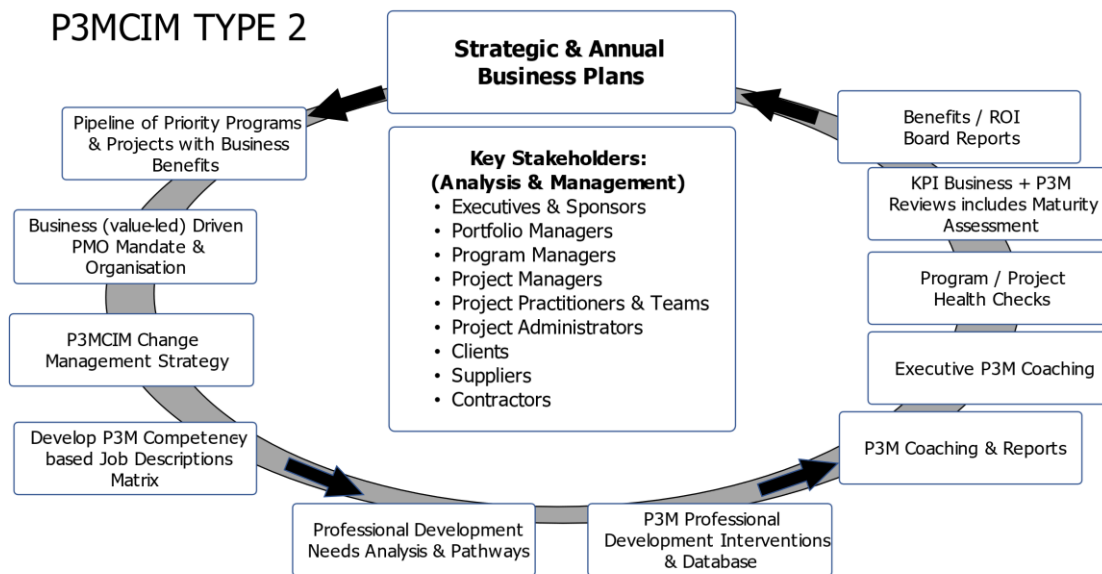 P3MCIM TYPE 2
Strategic & Annual
Business Plans
Pipeline of Priority Programs
& Projects with Business
Benefits
Business (value-led) Driven
PMO Mandate &
Organisation
P3MCIM Change
Management Strategy
Develop P3M Competency
based Job Descriptions
Matrix
Professional Development
Needs Analysis & Pathways
P3M Professional
Development Interventions
& Database
P3M Coaching & Reports
Executive P3M Coaching
Program / Project
Health Checks
KPI Business + P3M
Reviews includes Maturity
Assessment
Benefits / ROI
Board Reports
Key Stakeholders:
(Analysis & Management)
• Executives & Sponsors
• Portfolio Managers
• Program Managers
• Project Managers
• Project Practitioners & Teams
• Project Administrators
• Clients
• Suppliers
• Contractors